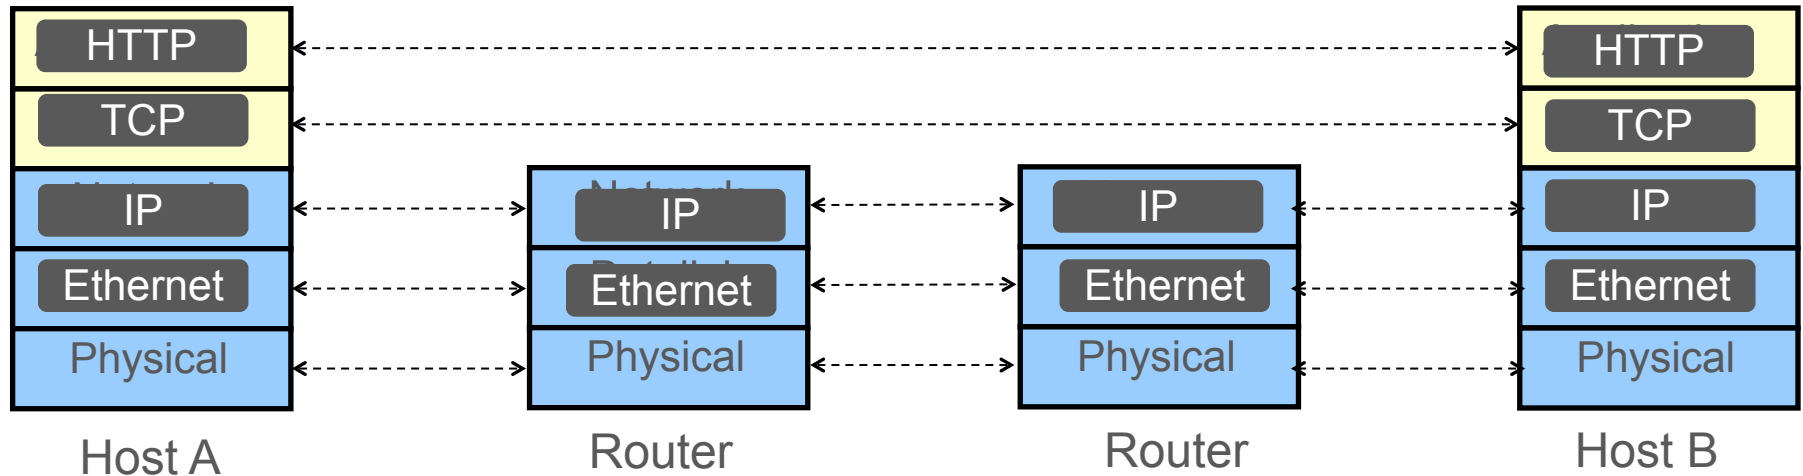 HTTP
HTTP
TCP
TCP
IP
IP
IP
IP
Ethernet
Ethernet
Ethernet
Ethernet
Physical
Physical
Physical
Physical
Host A
Router
Router
Host B